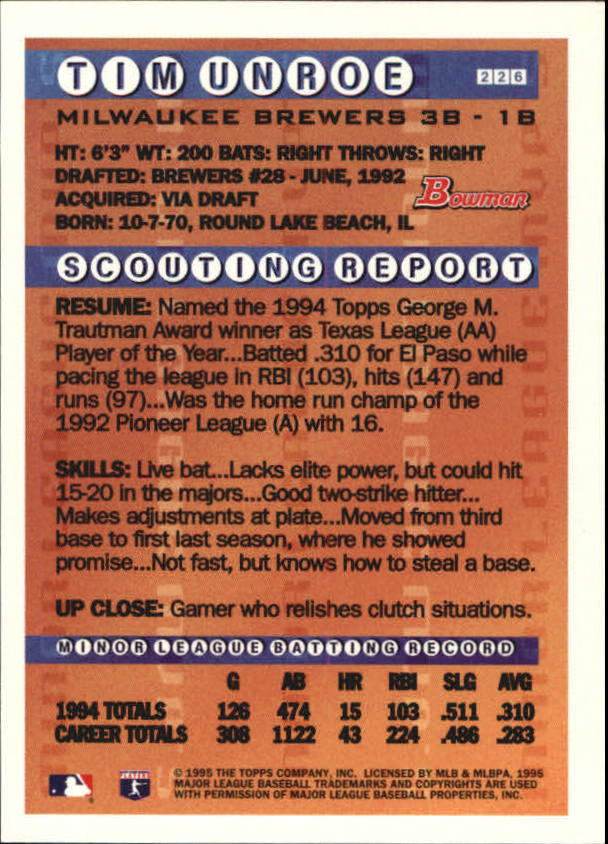 TIM UNROE
226
MILWAUKEE BREWERS 3B - 1B
HT: 6'3" WT: 200 BATS: RIGHT THROWS: RIGHT
DRAFTED: BREWERS #28 - JUNE, 1992
ACQUIRED: VIA DRAFT
Bowman
BORN: 10-7-70, ROUND LAKE BEACH, IL
SCOUTING REPORT
RESUME: Named the 1994 Topps George M.
Trautman Award winner as Texas League (AA)
Player of the Year...Batted .310 for El Paso while
pacing the league in RBI (103), hits (147) and
runs (97)...Was the home run champ of the
1992 Pioneer League (A) with 16.
SKILLS: Live bat...Lacks elite power, but could hit
15-20 in the majors...Good two-strike hitter...
Makes adjustments at plate...Moved from third
base to first last season, where he showed
promise...Not fast, but knows how to steal a base.
UP CLOSE: Gamer who relishes clutch situations.
MINOR LEAGUE BATTING RECORD
G AB HR RBI SLG AVG
1994 TOTALS 126 474 15 103 .511 .310
CAREER TOTALS 308 1122 43 224 .486 .283
© 1995 THE TOPPS COMPANY, INC. LICENSED BY MLB & MLBPA, 1995
MAJOR LEAGUE BASEBALL TRADEMARKS AND COPYRIGHTS ARE USED
WITH PERMISSION OF MAJOR LEAGUE BASEBALL PROPERTIES, INC.